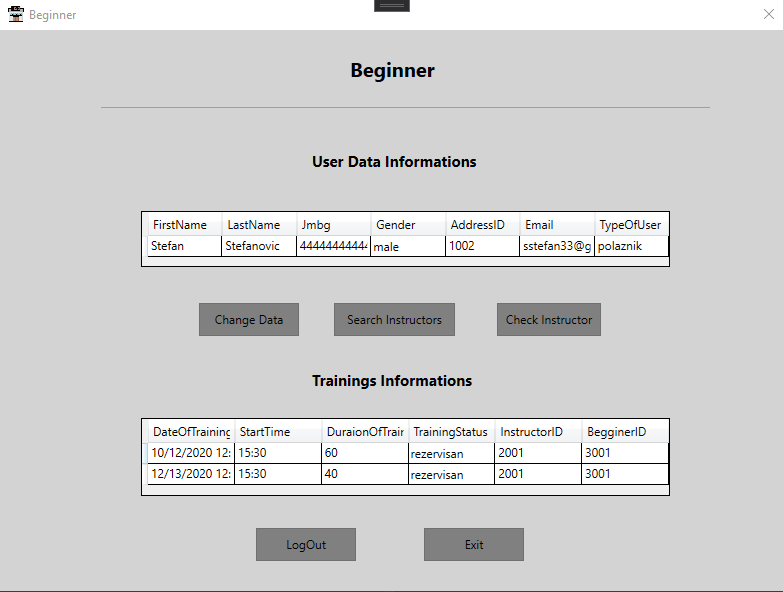 Beginner
Beginner
User Data Informations
FirstName LastName Jmbg Gender AddressID Email TypeOfUser
Stefan Stefanovic 44444444444 male 1002 sstefan33@g polaznik
Change Data Search Instructors Check Instructor
Trainings Informations
DateOfTraining StartTime DuraionOfTrair TrainingStatus InstructorID BegginerID
10/12/2020 12: 15:30 60 rezervisan 2001 3001
12/13/2020 12: 15:30 40 rezervisan 2001 3001
LogOut Exit